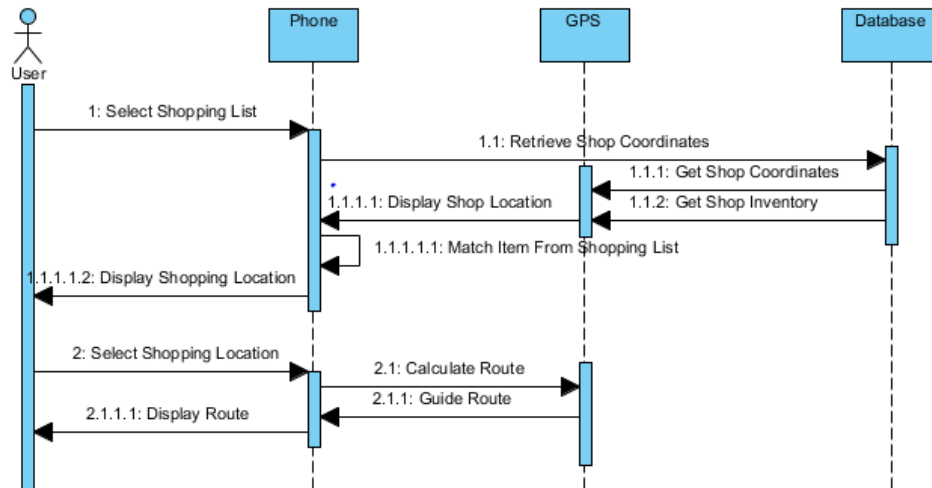 Phone
GPS
Database
User
1: Select Shopping List
1.1: Retrieve Shop Coordinates
1.1.1: Get Shop Coordinates
1.1.1.1: Display Shop Location
1.1.2: Get Shop Inventory
1.1.1.1.1: Match Item From Shopping List
1.1.1.1.2: Display Shopping Location
2: Select Shopping Location
2.1: Calculate Route
2.1.1: Guide Route
2.1.1.1: Display Route